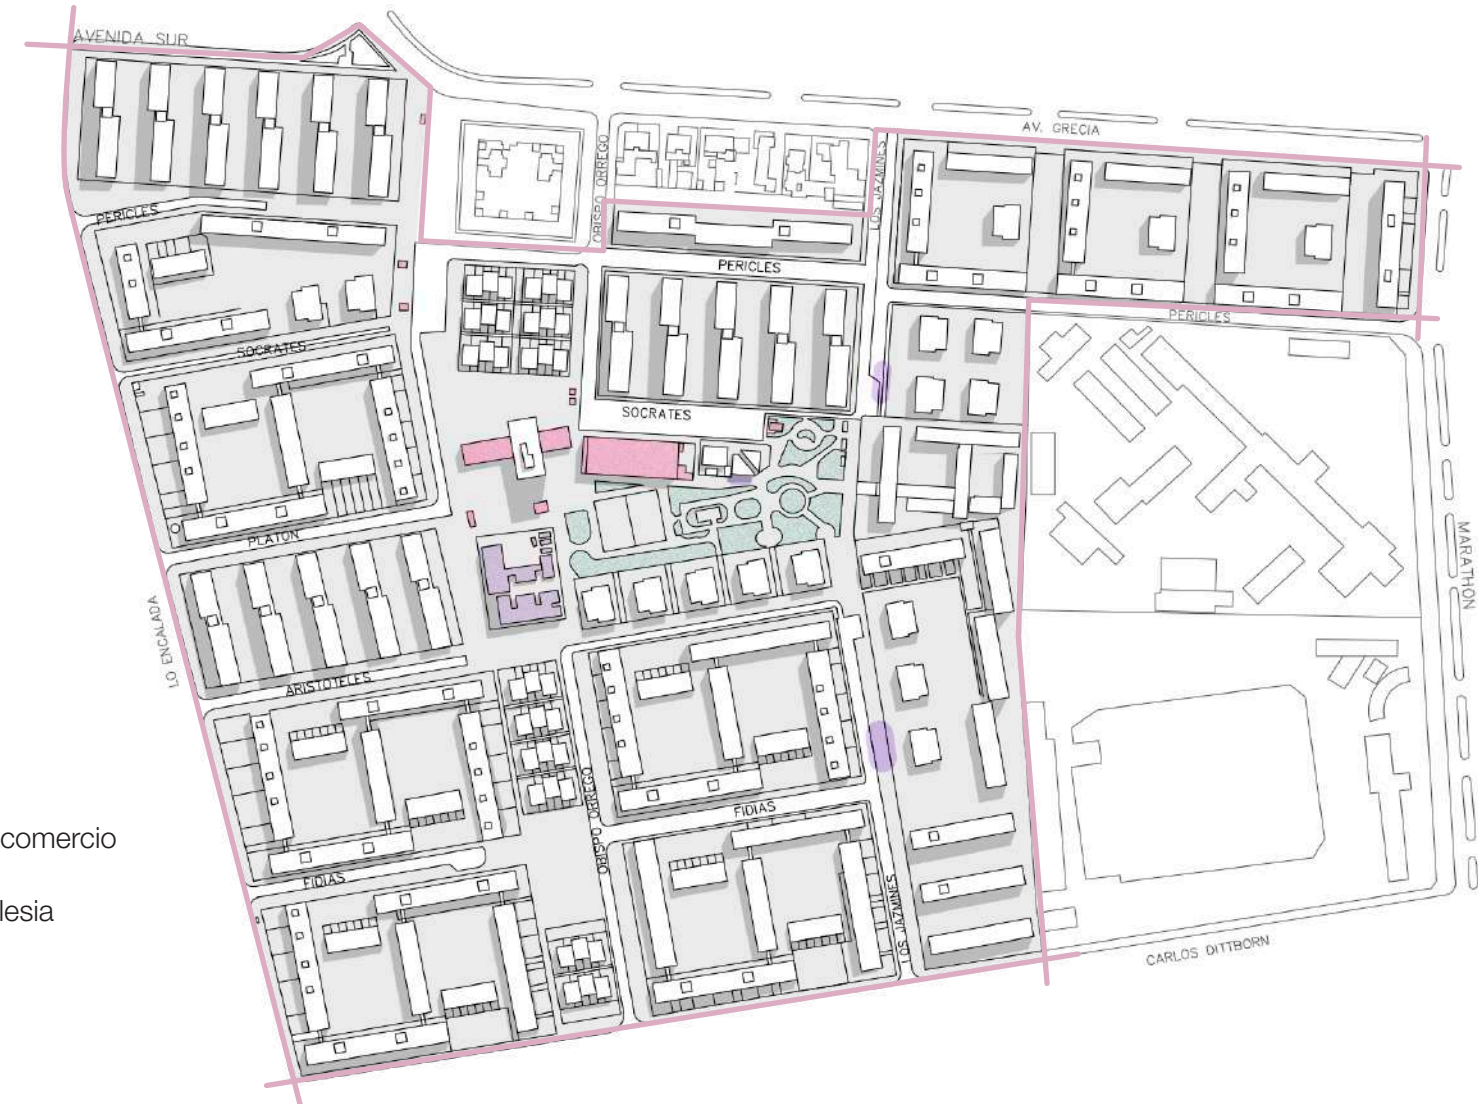 AVENIDA SUR
AV. GRECIA
OBISPO ORREGO
LOS JAZMINES
PERICLES
PERICLES
PERICLES
SOCRATES
SOCRATES
PLATON
MARATHON
LO ENCALADA
ARISTOTELES
OBISPO ORREGO
FIDIAS
comercio
FIDIAS
LOS JAZMINES
lesia
CARLOS DITTBORN